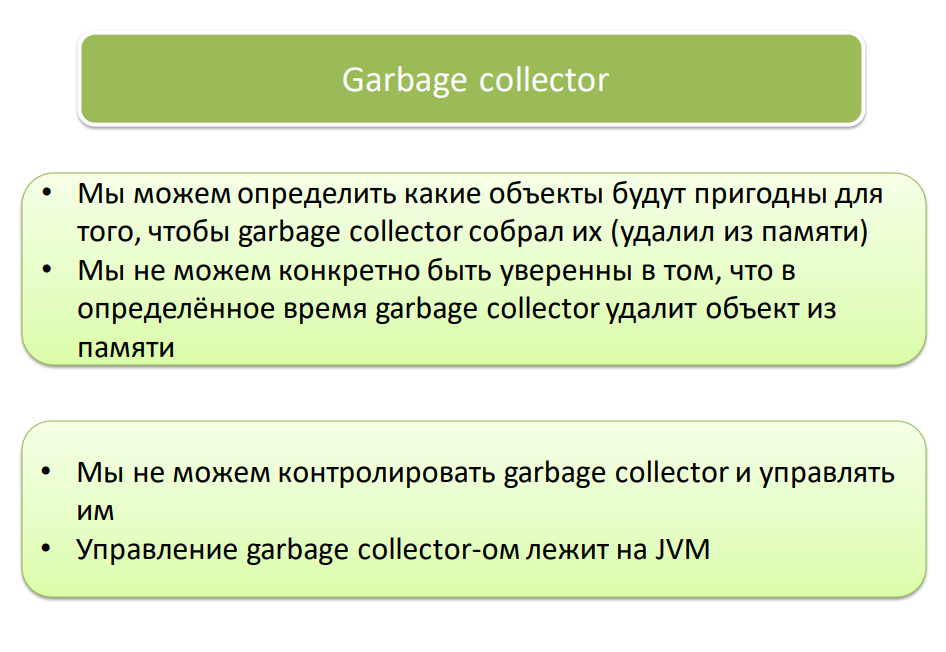 Garbage collector
• Мы можем определить какие объекты будут пригодны для
того, чтобы garbage collector собрал их (удалил из памяти)
• Мы не можем конкретно быть уверенны в том, что в
определённое время garbage collector удалит объект из
памяти
• Мы не можем контролировать garbage collector и управлять
им
• Управление garbage collector-ом лежит на JVM